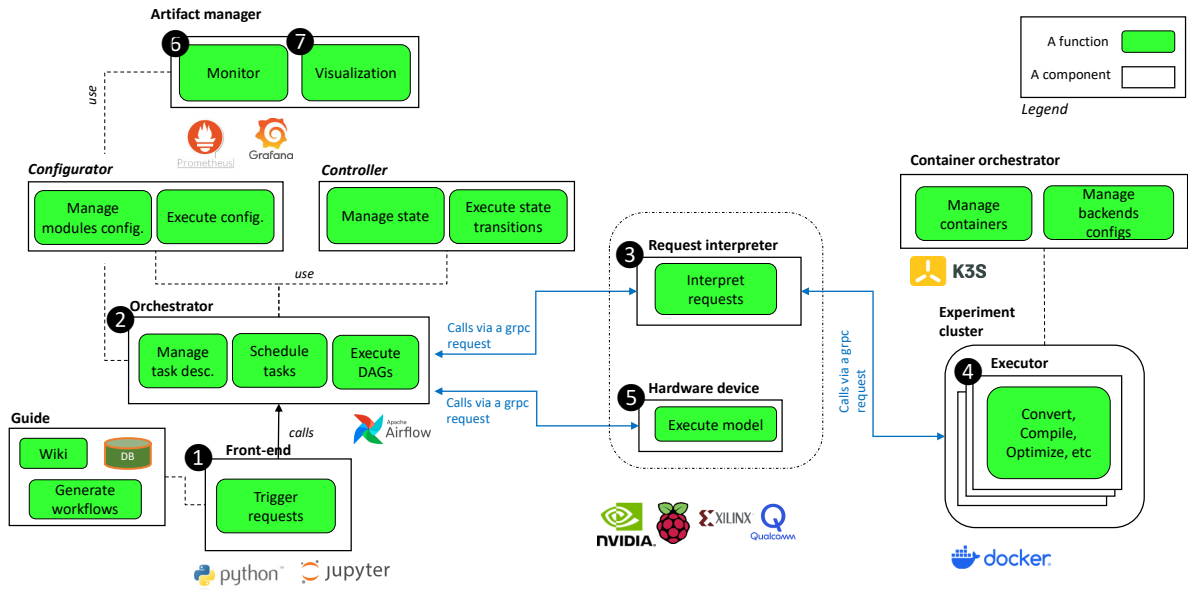 Artifact manager
6
Monitor
7
Visualization
use
Prometheus
Grafana
A function
A component
Legend
Configurator
Manage
modules config.
Execute config.
Controller
Manage state
Execute state
transitions
use
Container orchestrator
Manage
containers
Manage
backends
configs
K3S
Request interpreter
3
Interpret
requests
Orchestrator
2
Manage
task desc.
Schedule
tasks
Execute
DAGs
Calls via a grpc
request
Calls via a grpc
request
Calls via a grpc
request
Hardware device
5
Execute model
Experiment
cluster
4
Executor
Convert,
Compile,
Optimize, etc
Apache
Airflow
calls
Guide
Wiki
DB
Generate
workflows
1
Front-end
Trigger
requests
python
jupyter
NVIDIA.
XILINX
Qualcomm
docker